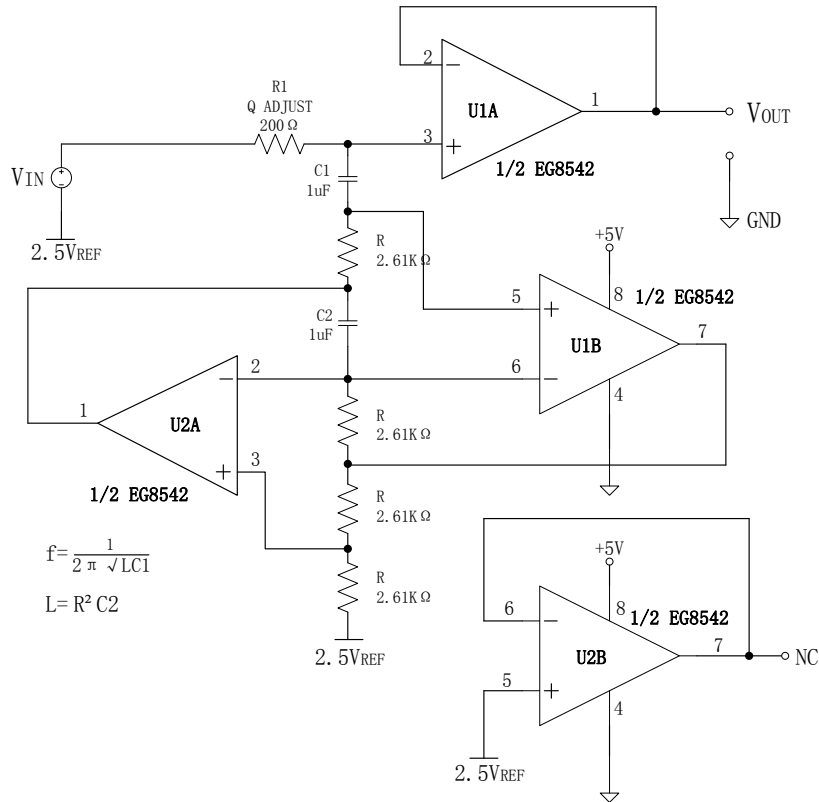 R1
Q ADJUST
200Ω
VIN
2.5VREF
C1
1uF
2
3
U1A
1
1/2 EG8542
VOUT
GND
R
2.61KΩ
C2
1uF
+5V
8
1/2 EG8542
5
6
U1B
7
4
2
1
U2A
3
1/2 EG8542
R
2.61KΩ
R
2.61KΩ
R
2.61KΩ
2.5VREF
f=1/2π√LC1
L=R²C2
+5V
8
1/2 EG8542
6
5
U2B
7
NC
4
2.5VREF